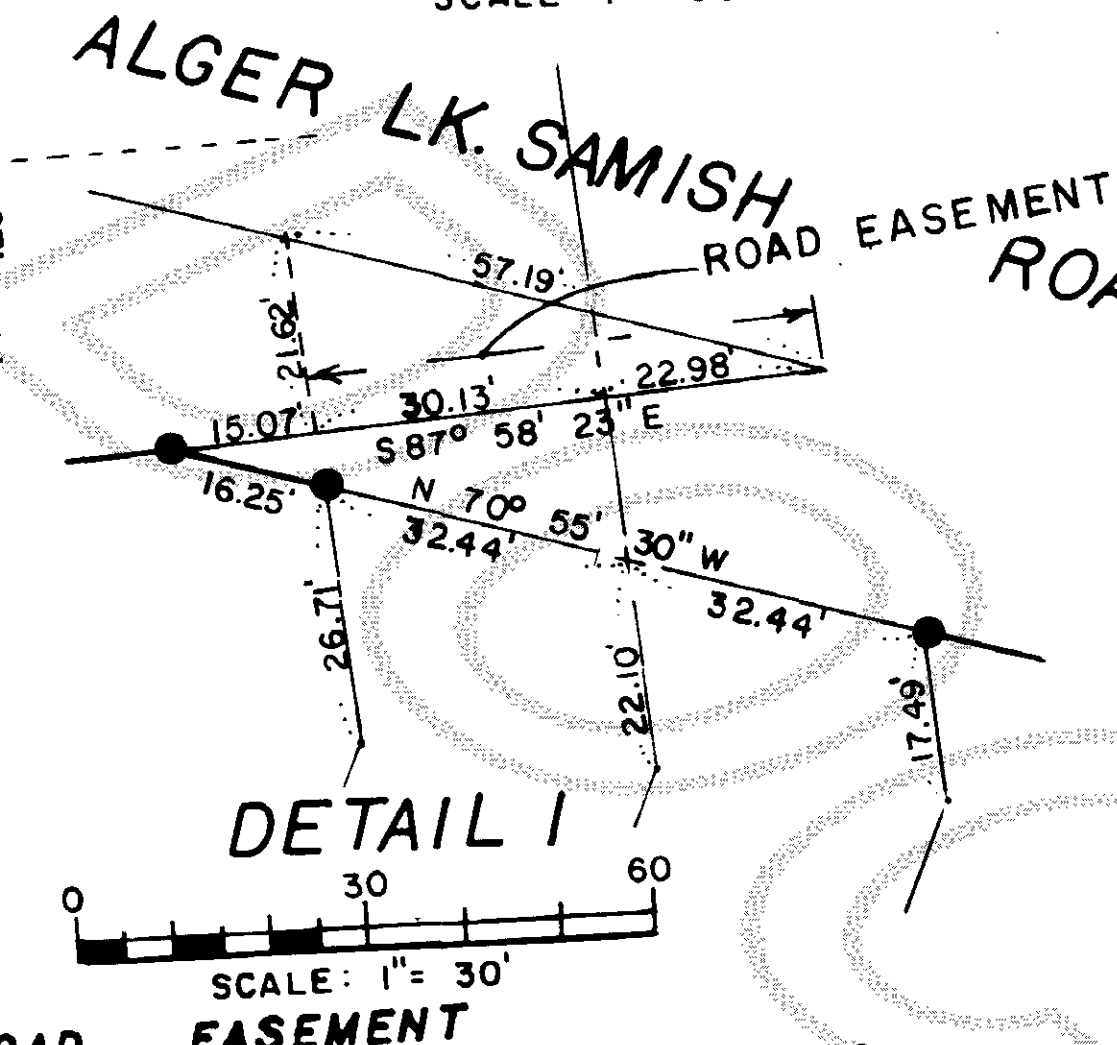 ALGER LK. SAMISH
ROAD EASEMENT
57.19'
21.62'
22.98'
30.13'
15.07'
S 87° 58' 23" E
16.25'
N 70° 55' 30" W
32.44'
32.44'
26.71'
22.10'
17.49'
DETAIL 1
0 30 60
SCALE: 1" = 30'
EASEMENT